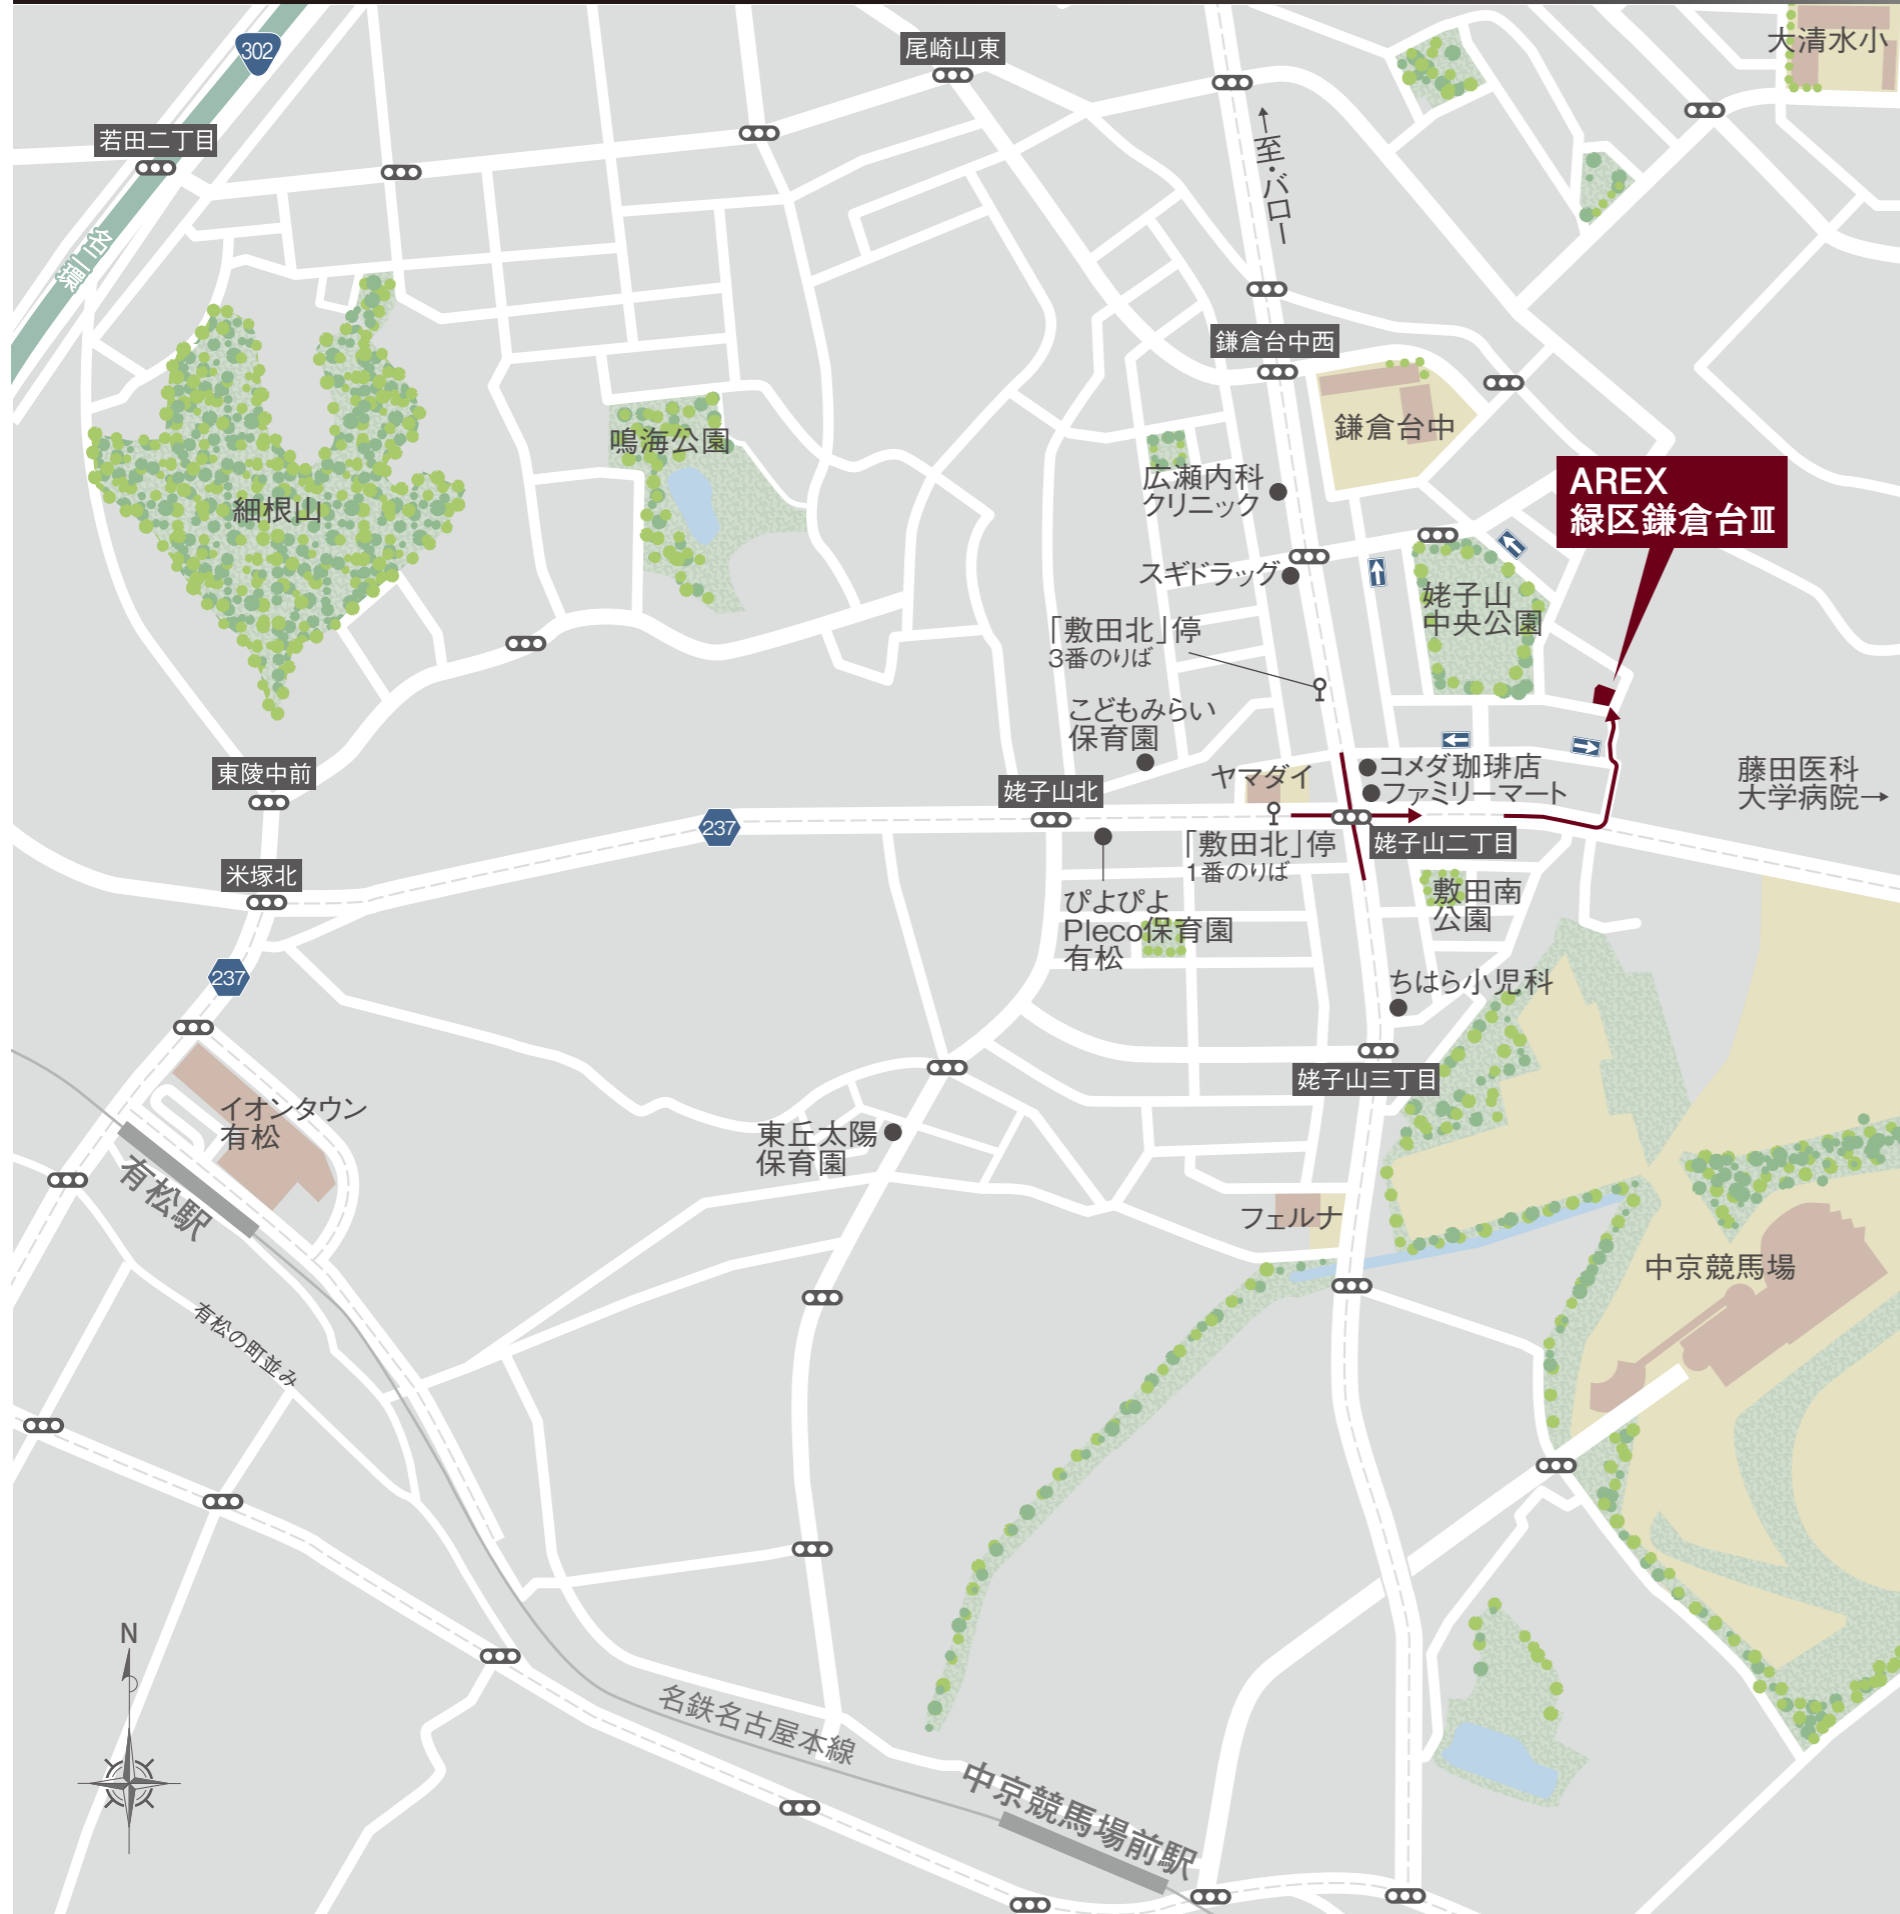 302
尾崎山東
大清水小
若田二丁目
←至・バロー
名二環
鎌倉台中西
鎌倉台中
鳴海公園
広瀬内科
クリニック
AREX
緑区鎌倉台Ⅲ
細根山
スギドラッグ
姥子山
中央公園
「敷田北」停
3番のりば
こどもみらい
保育園
東陵中前
ヤマダイ
コメダ珈琲店
ファミリーマート
藤田医科
大学病院→
姥子山北
237
「敷田北」停
1番のりば
姥子山二丁目
米塚北
ぴよぴよ
Pleco保育園
有松
敷田南
公園
237
ちはら小児科
姥子山三丁目
イオンタウン
有松
東丘太陽
保育園
有松駅
フェルナ
中京競馬場
有松の町並み
N
名鉄名古屋本線
中京競馬場前駅